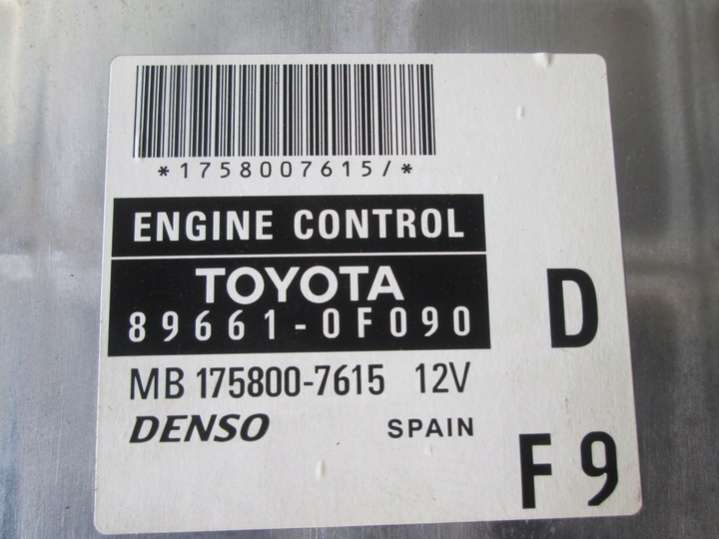 *1758007615/*
ENGINE CONTROL
TOYOTA
89661-0F090
D
MB 175800-7615 12V
DENSO SPAIN
F9